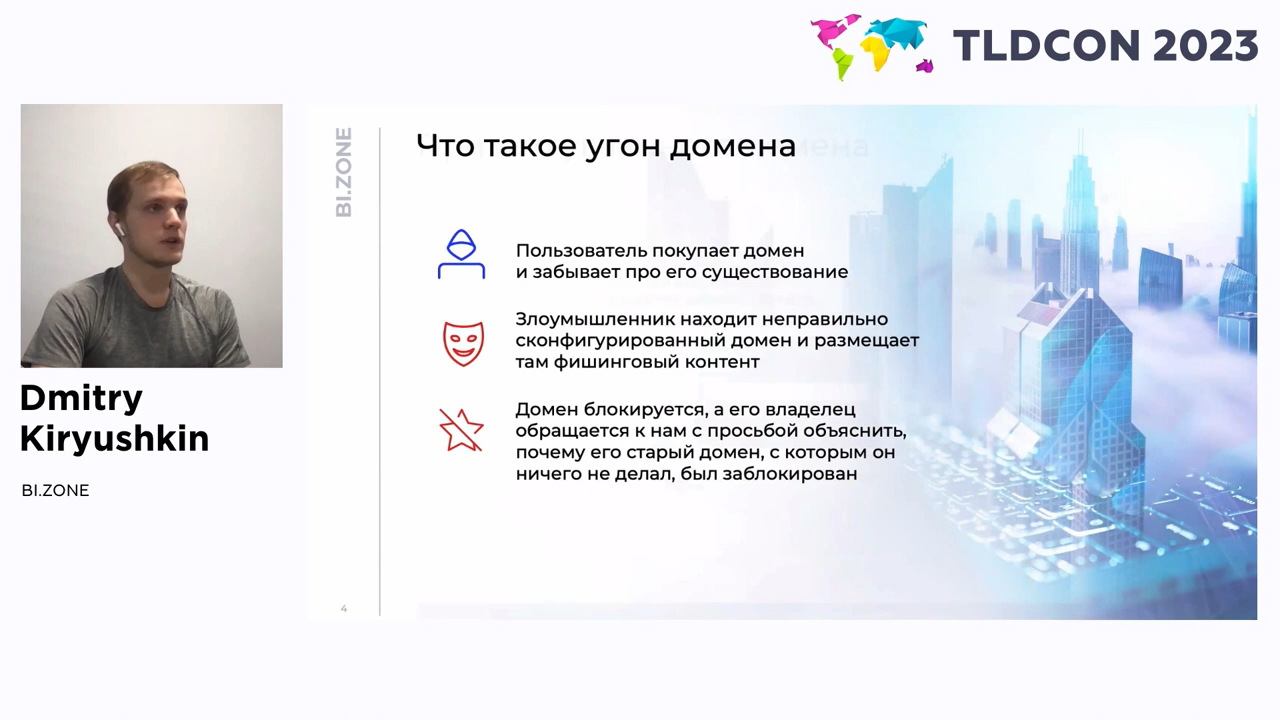 TLDCON 2023
BI.ZONE
Что такое угон домена
Пользователь покупает домен
и забывает про его существование
Злоумышленник находит неправильно
сконфигурированный домен и размещает
там фишинговый контент
Домен блокируется, а его владелец
обращается к нам с просьбой объяснить,
почему его старый домен, с которым он
ничего не делал, был заблокирован
4
Dmitry
Kiryushkin
BI.ZONE